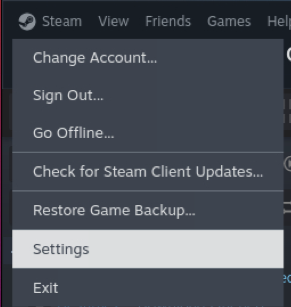 Steam View Friends Games Help
Change Account...
Sign Out...
Go Offline...
Check for Steam Client Updates...
Restore Game Backup...
Settings
Exit